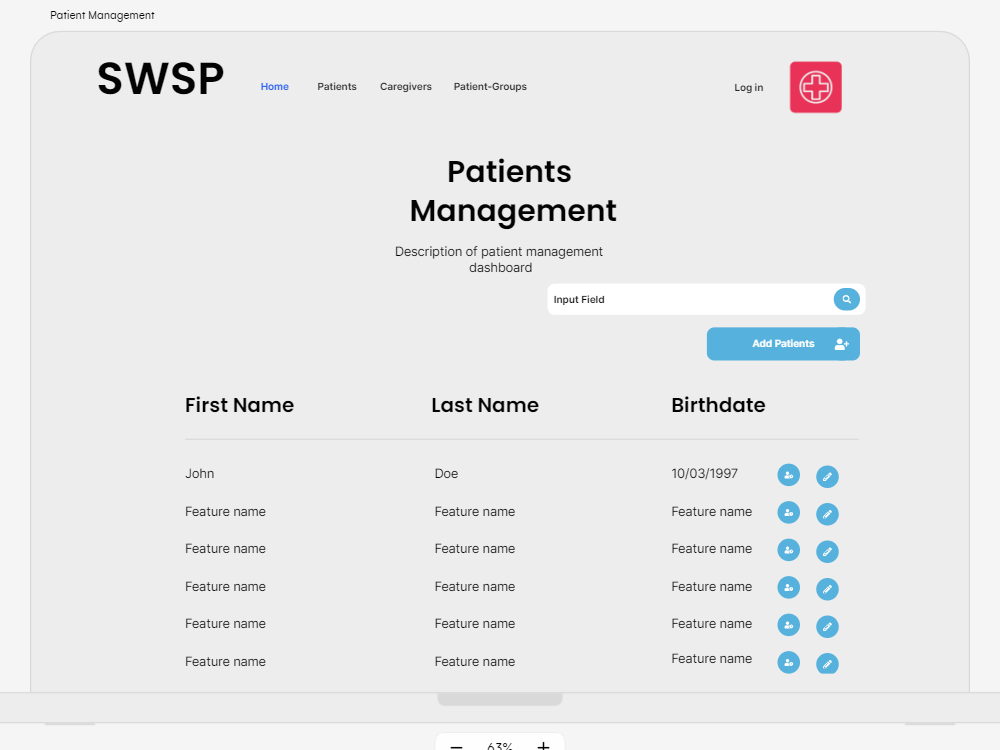 Patient Management
SWSP
Home Patients Caregivers Patient-Groups Log in
Patients
Management
Description of patient management
dashboard
Input Field
Add Patients
First Name Last Name Birthdate
John Doe 10/03/1997
Feature name Feature name Feature name
Feature name Feature name Feature name
Feature name Feature name Feature name
Feature name Feature name Feature name
Feature name Feature name Feature name
63%